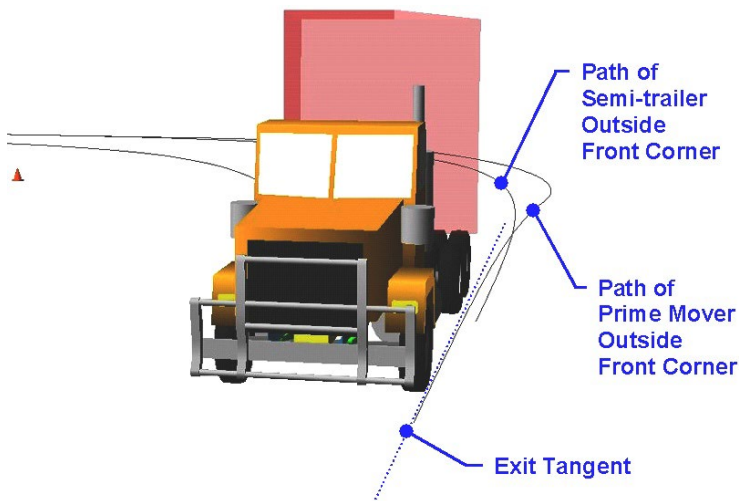 Path of
Semi-trailer
Outside
Front Corner
Path of
Prime Mover
Outside
Front Corner
Exit Tangent